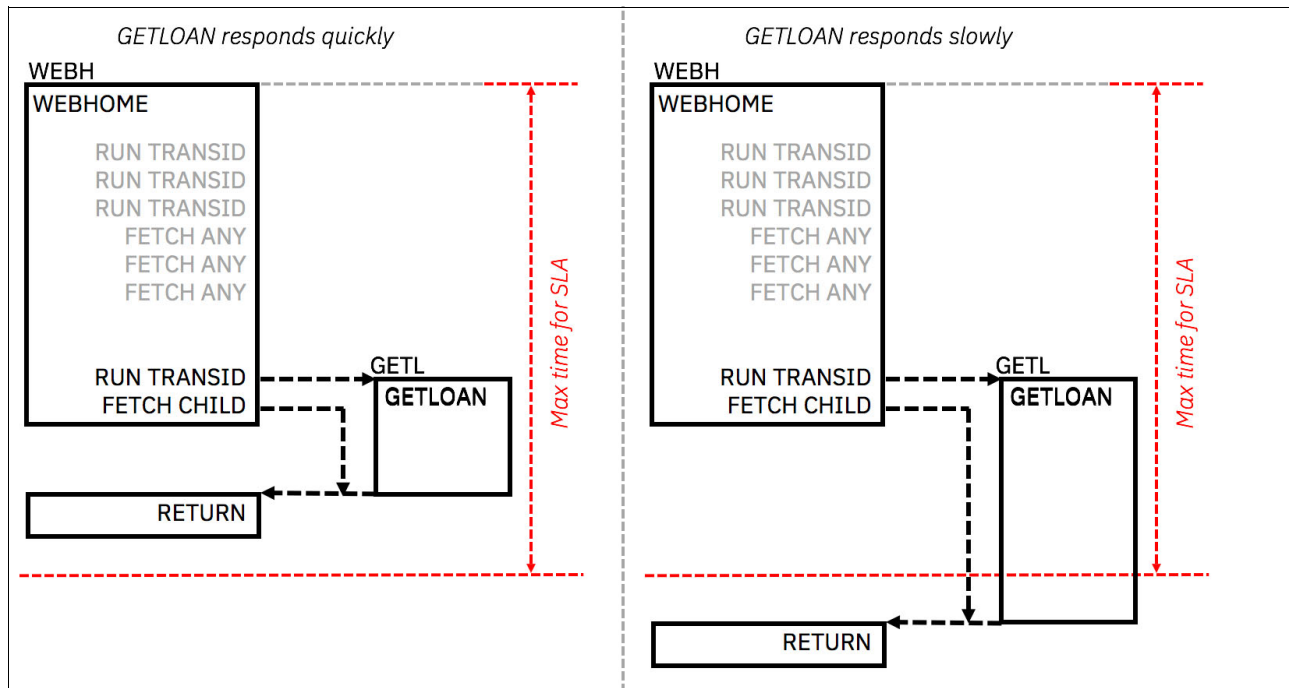 GETLOAN responds quickly
WEBH
WEBHOME
RUN TRANSID
RUN TRANSID
RUN TRANSID
FETCH ANY
FETCH ANY
FETCH ANY
GETL
RUN TRANSID
GETLOAN
FETCH CHILD
RETURN
Max time for SLA
GETLOAN responds slowly
WEBH
WEBHOME
RUN TRANSID
RUN TRANSID
RUN TRANSID
FETCH ANY
FETCH ANY
FETCH ANY
GETL
RUN TRANSID
GETLOAN
FETCH CHILD
RETURN
Max time for SLA